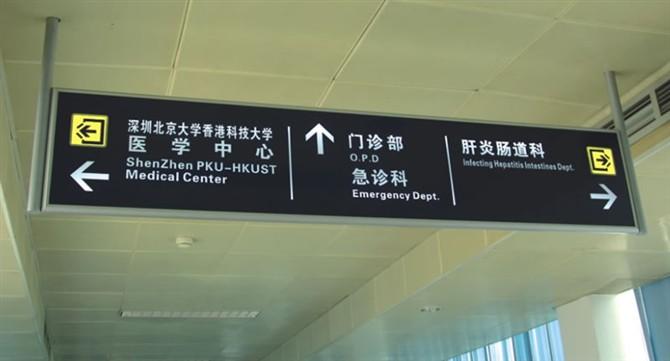 深圳北京大学香港科技大学
医学中心
ShenZhen PKU-HKUST
Medical Center
门诊部
O.P.D
急诊科
Emergency Dept.
肝炎肠道科
Infecting Hepatitis Intestines Dept.